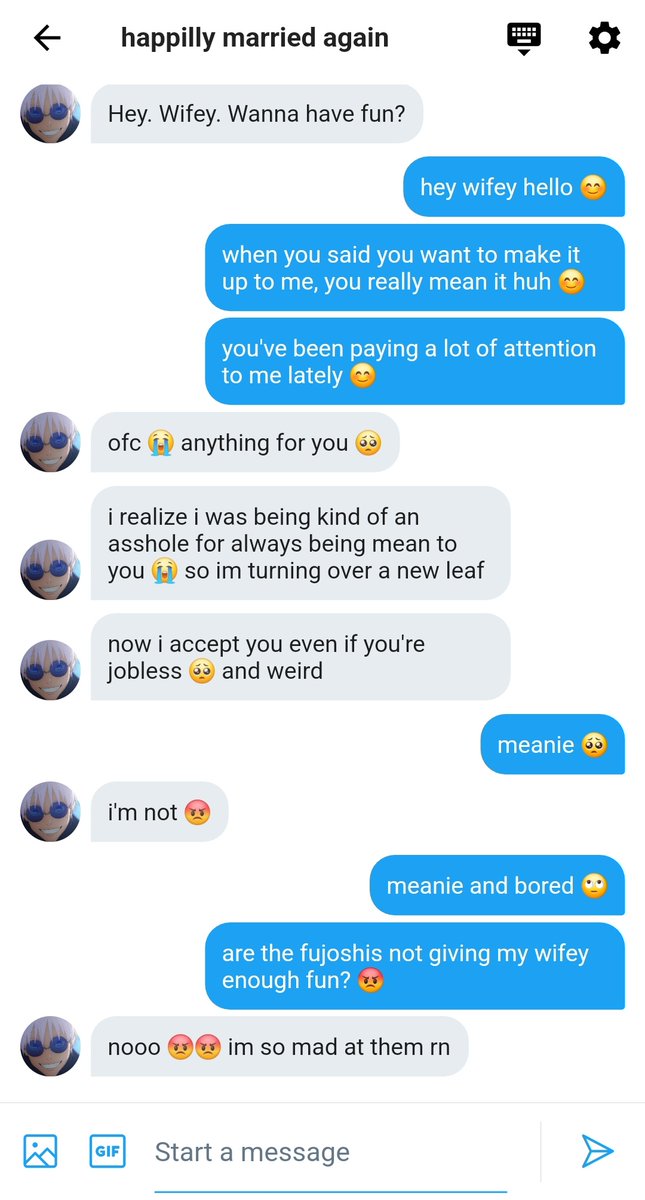 happilly married again
Hey. Wifey. Wanna have fun?
hey wifey hello 😊
when you said you want to make it
up to me, you really mean it huh 😊
you've been paying a lot of attention
to me lately 😊
ofc 😭 anything for you 🥺
i realize i was being kind of an
asshole for always being mean to
you 😭 so im turning over a new leaf
now i accept you even if you're
jobless 🥺 and weird
meanie 🥺
i'm not 😡
meanie and bored 🙄
are the fujoshis not giving my wifey
enough fun? 😡
nooo 😡😡 im so mad at them rn
GIF
Start a message